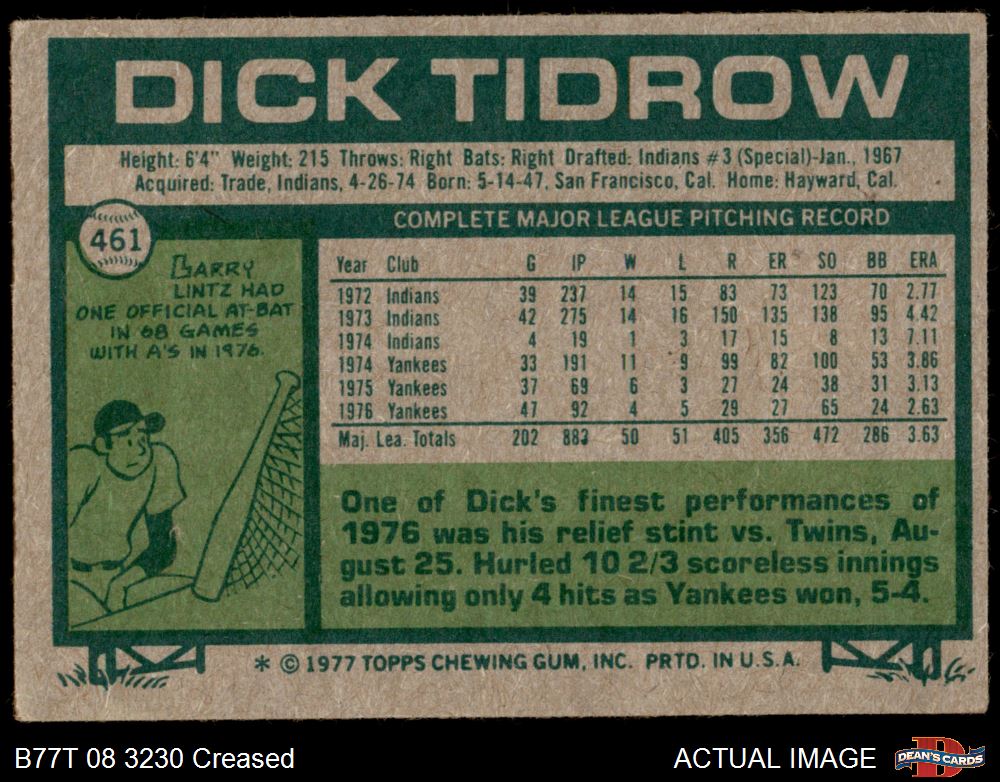 DICK TIDROW
Height: 6'4" Weight: 215 Throws: Right Bats: Right Drafted: Indians #3 (Special)-Jan., 1967
Acquired: Trade, Indians, 4-26-74 Born: 5-14-47, San Francisco, Cal. Home: Hayward, Cal.
461
LARRY
LINTZ HAD
ONE OFFICIAL AT-BAT
IN 68 GAMES
WITH A'S IN 1976.
COMPLETE MAJOR LEAGUE PITCHING RECORD
Year Club G IP W L R ER SO BB ERA
1972 Indians 39 237 14 15 83 73 123 70 2.77
1973 Indians 42 275 14 16 150 135 138 95 4.42
1974 Indians 4 19 1 3 17 15 8 13 7.11
1974 Yankees 33 191 11 9 99 82 100 53 3.86
1975 Yankees 37 69 6 3 27 24 38 31 3.13
1976 Yankees 47 92 4 5 29 27 65 24 2.63
Maj. Lea. Totals 202 883 50 51 405 356 472 286 3.63
One of Dick's finest performances of
1976 was his relief stint vs. Twins, Au-
gust 25. Hurled 10 2/3 scoreless innings
allowing only 4 hits as Yankees won, 5-4.
* © 1977 TOPPS CHEWING GUM, INC. PRTD. IN U.S.A.
B77T 08 3230 Creased
ACTUAL IMAGE
D
DEAN'S CARDS